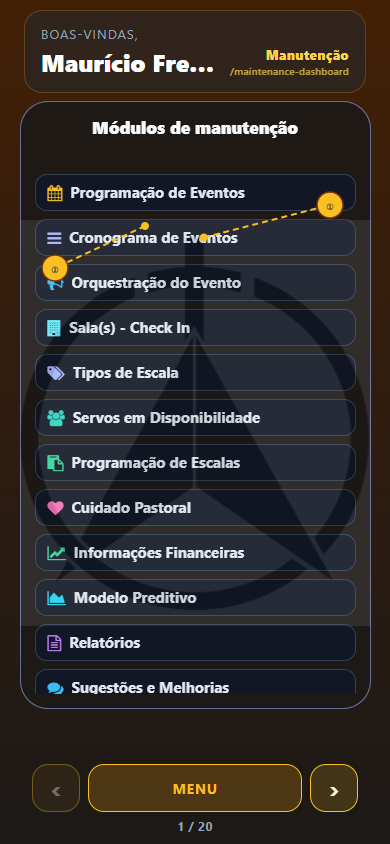 BOAS-VINDAS,
Maurício Fre...
Manutenção
/maintenance-dashboard
Módulos de manutenção
Programação de Eventos
①
Cronograma de Eventos
②
Orquestração do Evento
Sala(s) - Check In
Tipos de Escala
Servos em Disponibilidade
Programação de Escalas
Cuidado Pastoral
Informações Financeiras
Modelo Preditivo
Relatórios
Sugestões e Melhorias
‹
MENU
›
1 / 20